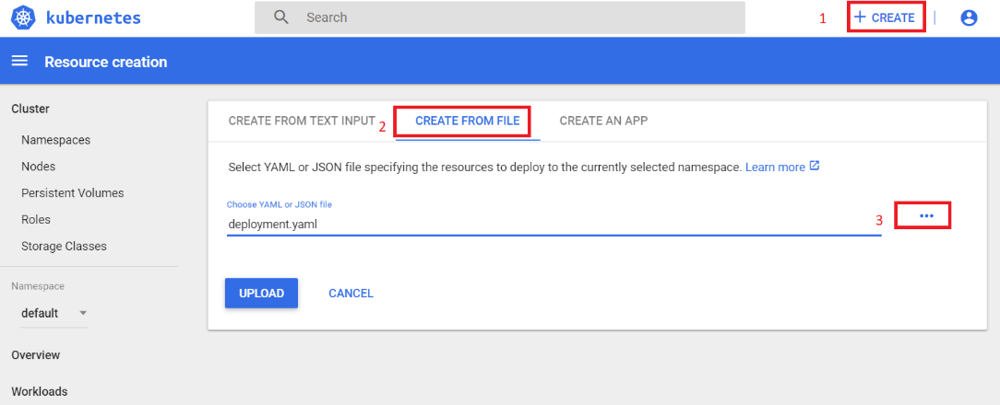 kubernetes
Search
1
+ CREATE
Resource creation
Cluster
Namespaces
Nodes
Persistent Volumes
Roles
Storage Classes
Namespace
default
Overview
Workloads
CREATE FROM TEXT INPUT
2
CREATE FROM FILE
CREATE AN APP
Select YAML or JSON file specifying the resources to deploy to the currently selected namespace. Learn more
Choose YAML or JSON file
deployment.yaml
3
...
UPLOAD
CANCEL